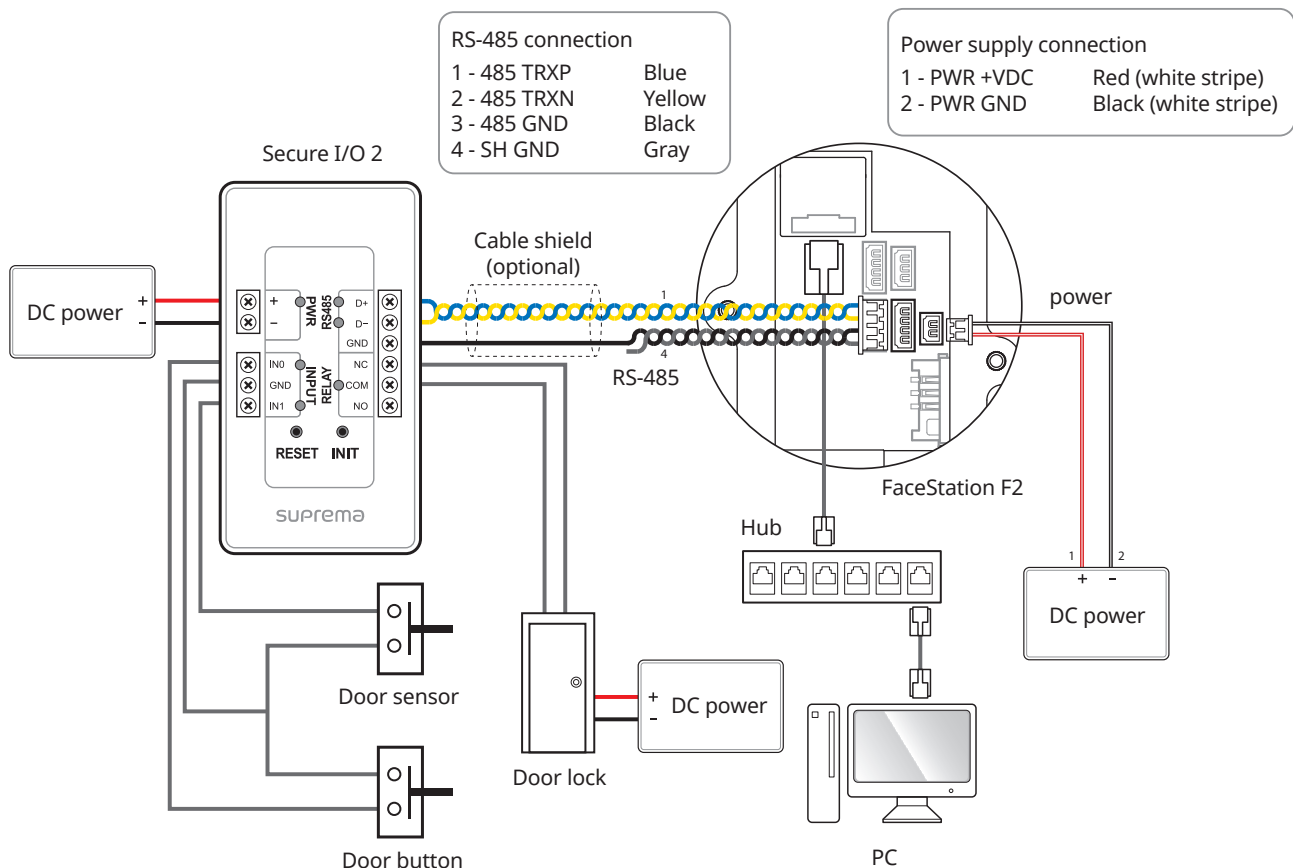 RS-485 connection
1 - 485 TRXP Blue
2 - 485 TRXN Yellow
3 - 485 GND Black
4 - SH GND Gray
Power supply connection
1 - PWR +VDC Red (white stripe)
2 - PWR GND Black (white stripe)
Secure I/O 2
Cable shield
(optional)
DC power
+
-
+
-
PWR
RS485
D+
D-
GND
IN0
GND
IN1
INPUT
RELAY
NC
COM
NO
RESET INIT
suprema
1
4
RS-485
power
FaceStation F2
Hub
1 2
+ -
DC power
Door sensor
Door lock
+
-
DC power
Door button
PC